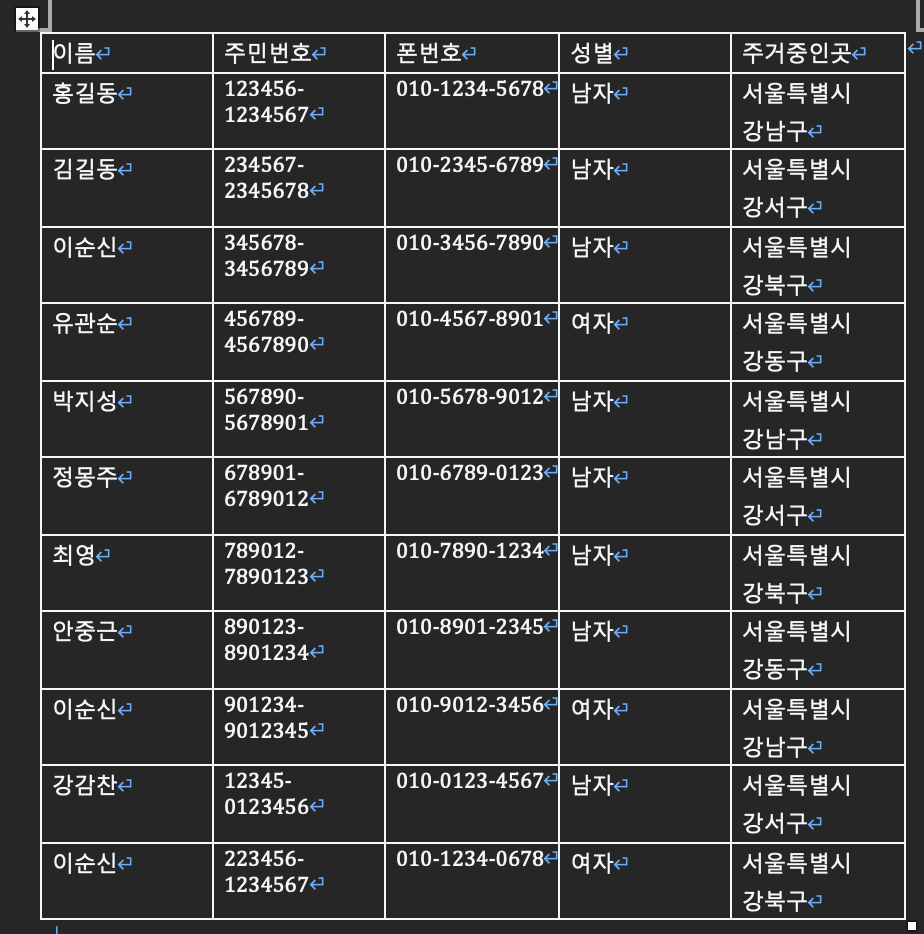 이름 주민번호 폰번호 성별 주거중인곳
홍길동 123456- 010-1234-5678 남자 서울특별시
1234567 강남구
김길동 234567- 010-2345-6789 남자 서울특별시
2345678 강서구
이순신 345678- 010-3456-7890 남자 서울특별시
3456789 강북구
유관순 456789- 010-4567-8901 여자 서울특별시
4567890 강동구
박지성 567890- 010-5678-9012 남자 서울특별시
5678901 강남구
정몽주 678901- 010-6789-0123 남자 서울특별시
6789012 강서구
최영 789012- 010-7890-1234 남자 서울특별시
7890123 강북구
안중근 890123- 010-8901-2345 남자 서울특별시
8901234 강동구
이순신 901234- 010-9012-3456 여자 서울특별시
9012345 강남구
강감찬 12345- 010-0123-4567 남자 서울특별시
0123456 강서구
이순신 223456- 010-1234-0678 여자 서울특별시
1234567 강북구